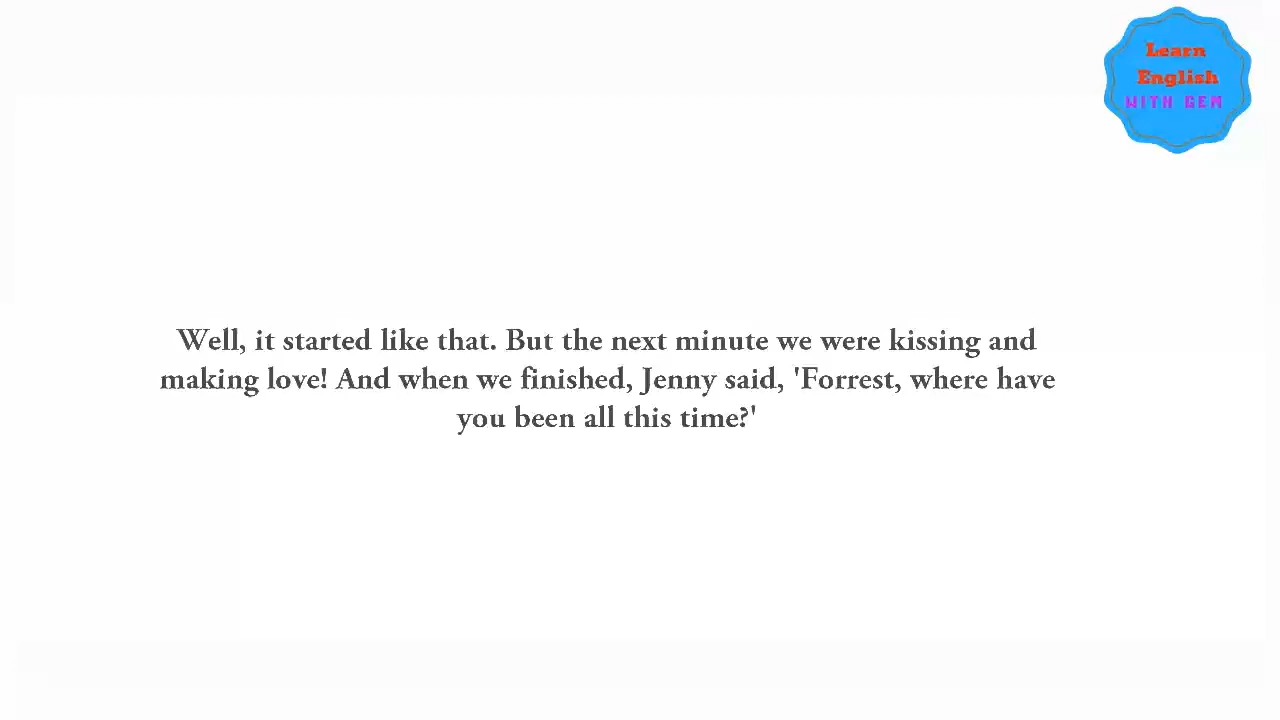 Learn
English
WITH GEM
Well, it started like that. But the next minute we were kissing and
making love! And when we finished, Jenny said, 'Forrest, where have
you been all this time?'